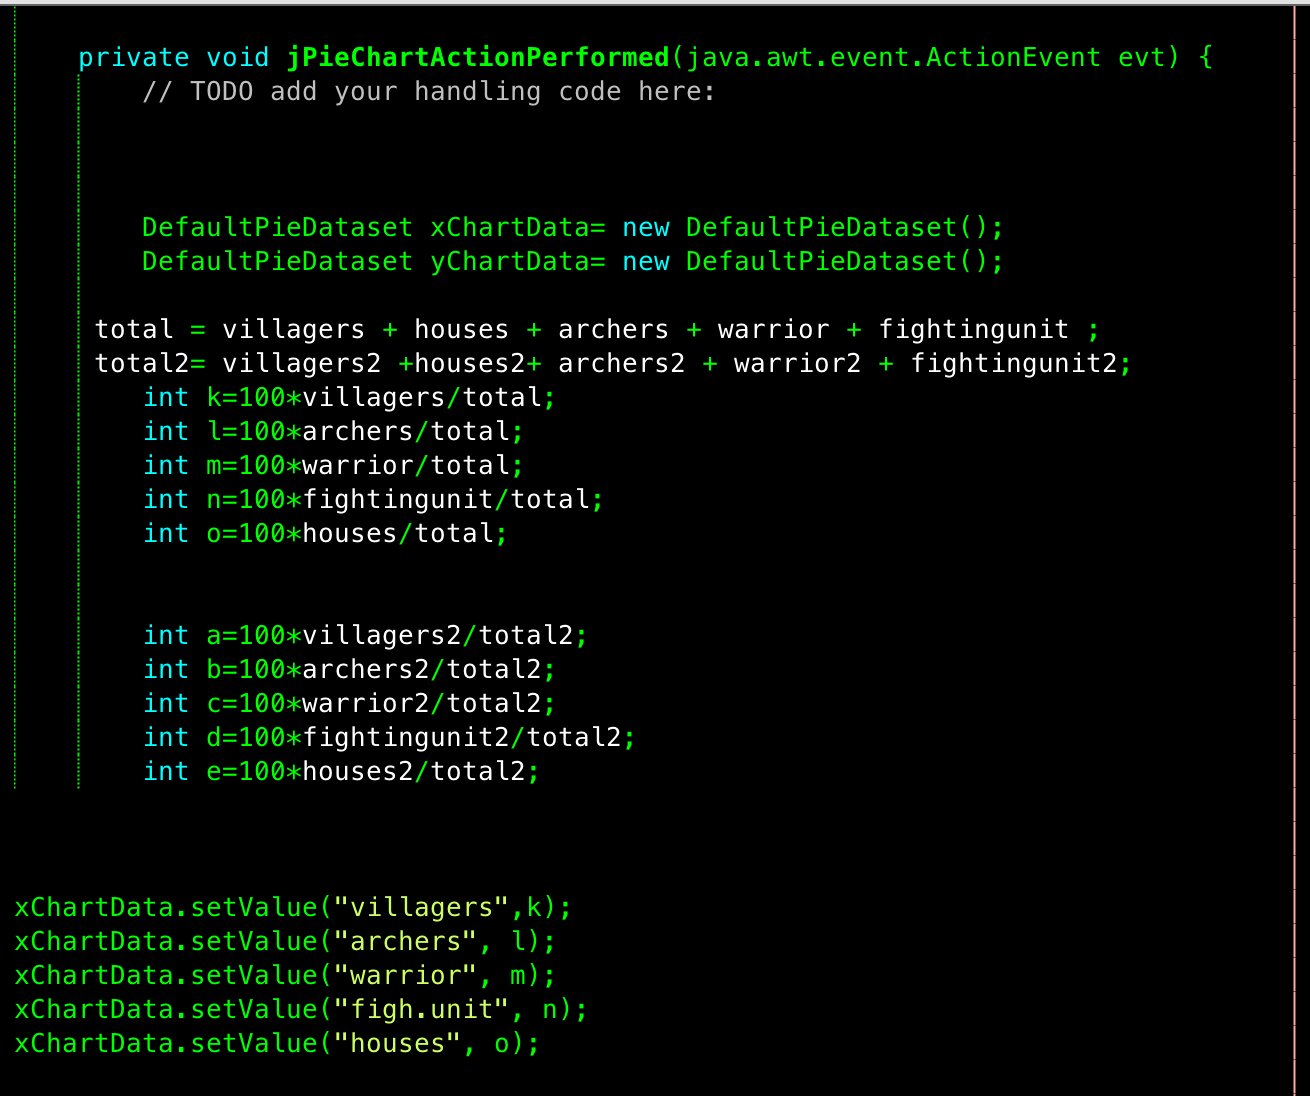 private void jPieChartActionPerformed(java.awt.event.ActionEvent evt) {
// TODO add your handling code here:
DefaultPieDataset xChartData= new DefaultPieDataset();
DefaultPieDataset yChartData= new DefaultPieDataset();
total = villagers + houses + archers + warrior + fightingunit ;
total2= villagers2 +houses2+ archers2 + warrior2 + fightingunit2;
int k=100*villagers/total;
int l=100*archers/total;
int m=100*warrior/total;
int n=100*fightingunit/total;
int o=100*houses/total;
int a=100*villagers2/total2;
int b=100*archers2/total2;
int c=100*warrior2/total2;
int d=100*fightingunit2/total2;
int e=100*houses2/total2;
xChartData.setValue("villagers",k);
xChartData.setValue("archers", l);
xChartData.setValue("warrior", m);
xChartData.setValue("figh.unit", n);
xChartData.setValue("houses", o);